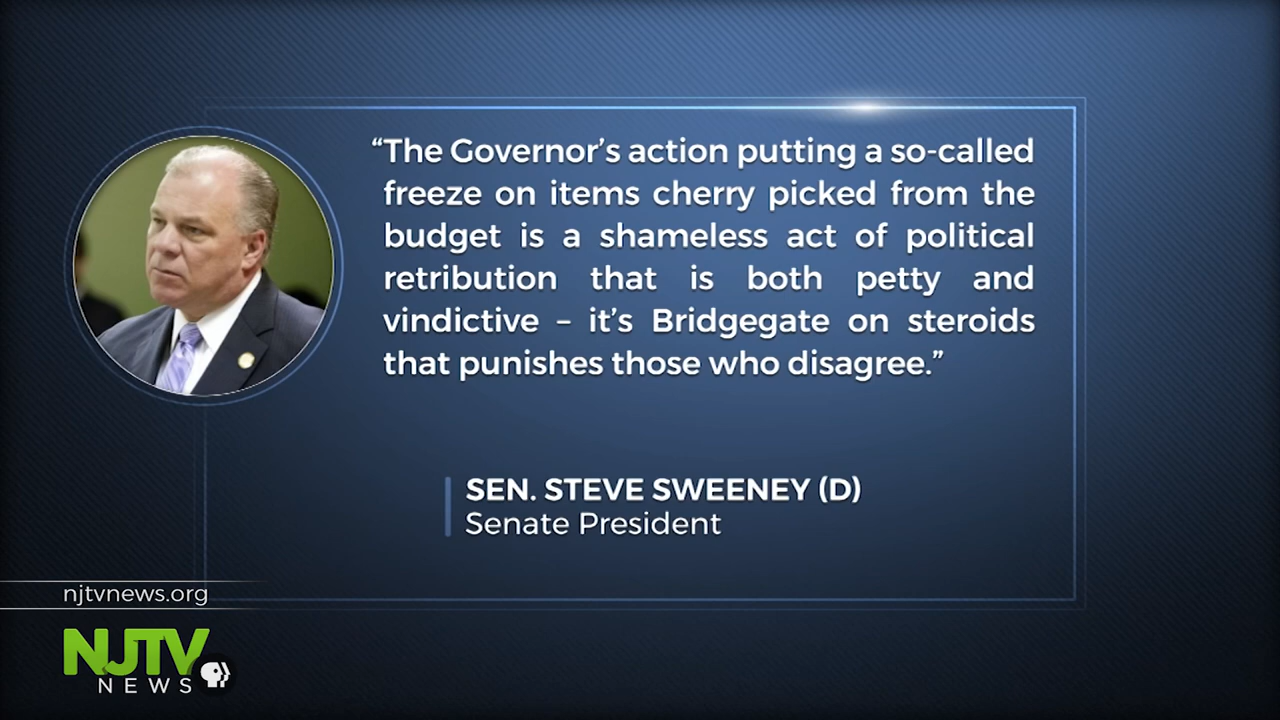 “The Governor’s action putting a so-called
freeze on items cherry picked from the
budget is a shameless act of political
retribution that is both petty and
vindictive – it’s Bridgegate on steroids
that punishes those who disagree.”
SEN. STEVE SWEENEY (D)
Senate President
njtvnews.org
NJTV
NEWS